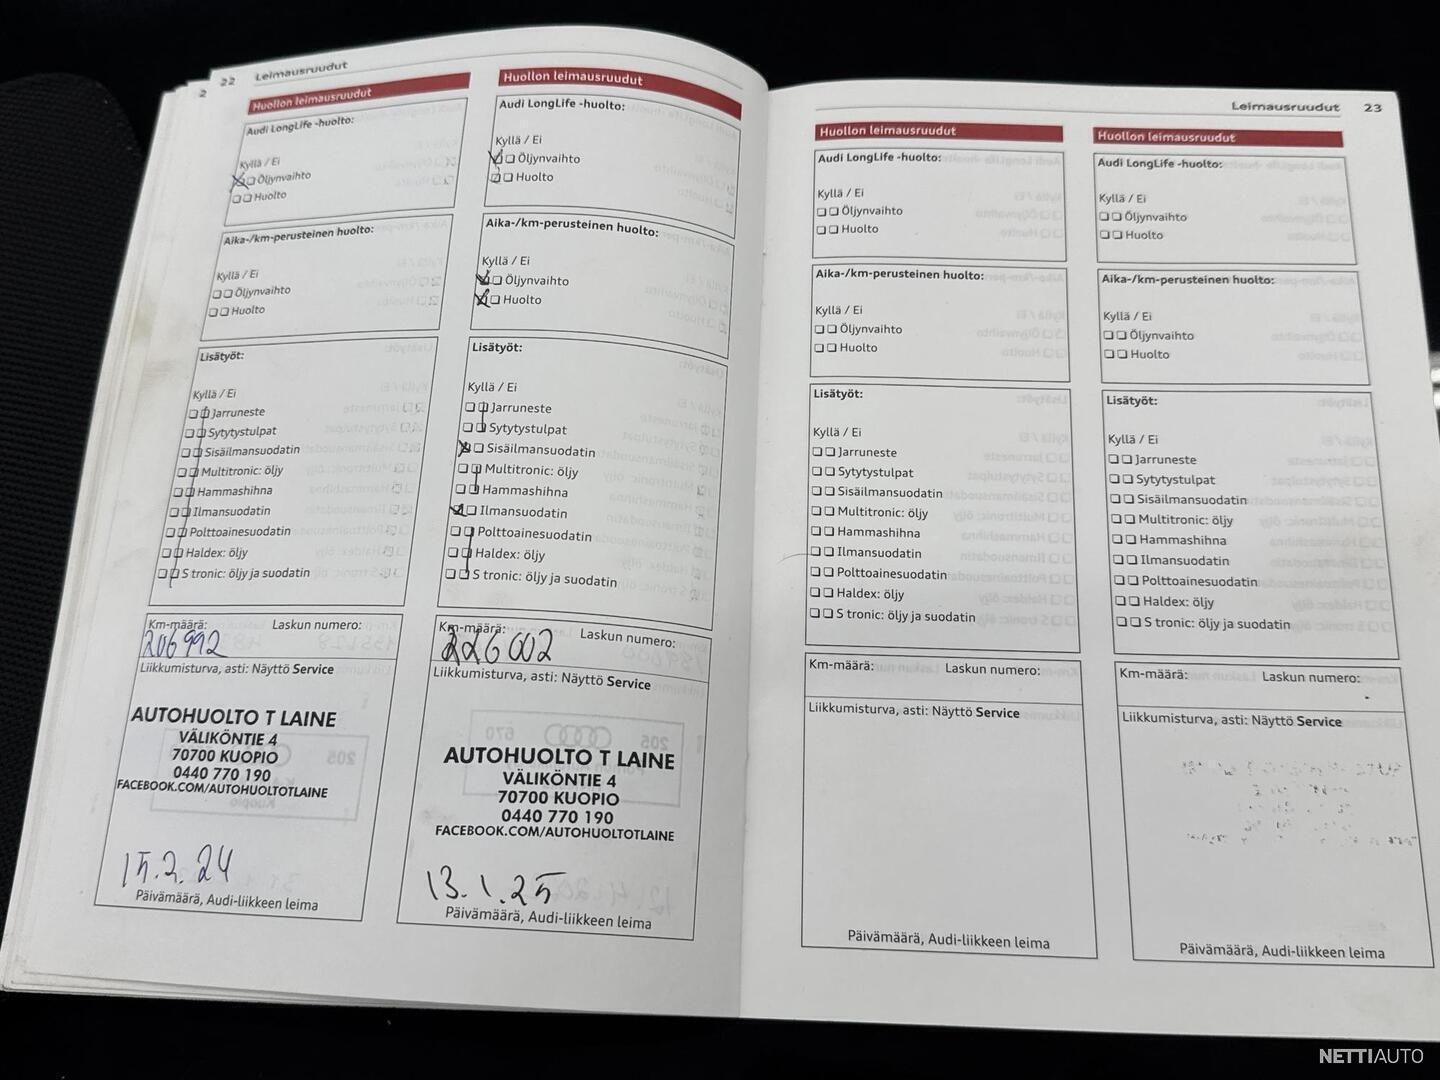 2
22 Leimausruudut
Huollon leimausruudut
Audi LongLife -huolto:
Kyllä / Ei
Öljynvaihto
Huolto
Aika-/km-perusteinen huolto:
Kyllä / Ei
Öljynvaihto
Huolto
Lisätyöt:
Kyllä / Ei
Jarruneste
Sytytystulpat
Sisäilmansuodatin
Multitronic: öljy
Hammashihna
Ilmansuodatin
Polttoainesuodatin
Haldex: öljy
S tronic: öljy ja suodatin
Km-määrä: Laskun numero:
206992
Liikkumisturva, asti: Näyttö Service
AUTOHUOLTO T LAINE
VÄLIKÖNTIE 4
70700 KUOPIO
0440 770 190
FACEBOOK.COM/AUTOHUOLTOTLAINE
15.2.24
Päivämäärä, Audi-liikkeen leima
Huollon leimausruudut
Audi LongLife -huolto:
Kyllä / Ei
Öljynvaihto
Huolto
Aika-/km-perusteinen huolto:
Kyllä / Ei
Öljynvaihto
Huolto
Lisätyöt:
Kyllä / Ei
Jarruneste
Sytytystulpat
Sisäilmansuodatin
Multitronic: öljy
Hammashihna
Ilmansuodatin
Polttoainesuodatin
Haldex: öljy
S tronic: öljy ja suodatin
Km-määrä: Laskun numero:
226002
Liikkumisturva, asti: Näyttö Service
AUTOHUOLTO T LAINE
VÄLIKÖNTIE 4
70700 KUOPIO
0440 770 190
FACEBOOK.COM/AUTOHUOLTOTLAINE
13.1.25
Päivämäärä, Audi-liikkeen leima
Leimausruudut 23
Huollon leimausruudut
Audi LongLife -huolto:
Kyllä / Ei
Öljynvaihto
Huolto
Aika-/km-perusteinen huolto:
Kyllä / Ei
Öljynvaihto
Huolto
Lisätyöt:
Kyllä / Ei
Jarruneste
Sytytystulpat
Sisäilmansuodatin
Multitronic: öljy
Hammashihna
Ilmansuodatin
Polttoainesuodatin
Haldex: öljy
S tronic: öljy ja suodatin
Km-määrä: Laskun numero:
Liikkumisturva, asti: Näyttö Service
Päivämäärä, Audi-liikkeen leima
Huollon leimausruudut
Audi LongLife -huolto:
Kyllä / Ei
Öljynvaihto
Huolto
Aika-/km-perusteinen huolto:
Kyllä / Ei
Öljynvaihto
Huolto
Lisätyöt:
Kyllä / Ei
Jarruneste
Sytytystulpat
Sisäilmansuodatin
Multitronic: öljy
Hammashihna
Ilmansuodatin
Polttoainesuodatin
Haldex: öljy
S tronic: öljy ja suodatin
Km-määrä: Laskun numero:
Liikkumisturva, asti: Näyttö Service
Päivämäärä, Audi-liikkeen leima
NETTIAUTO